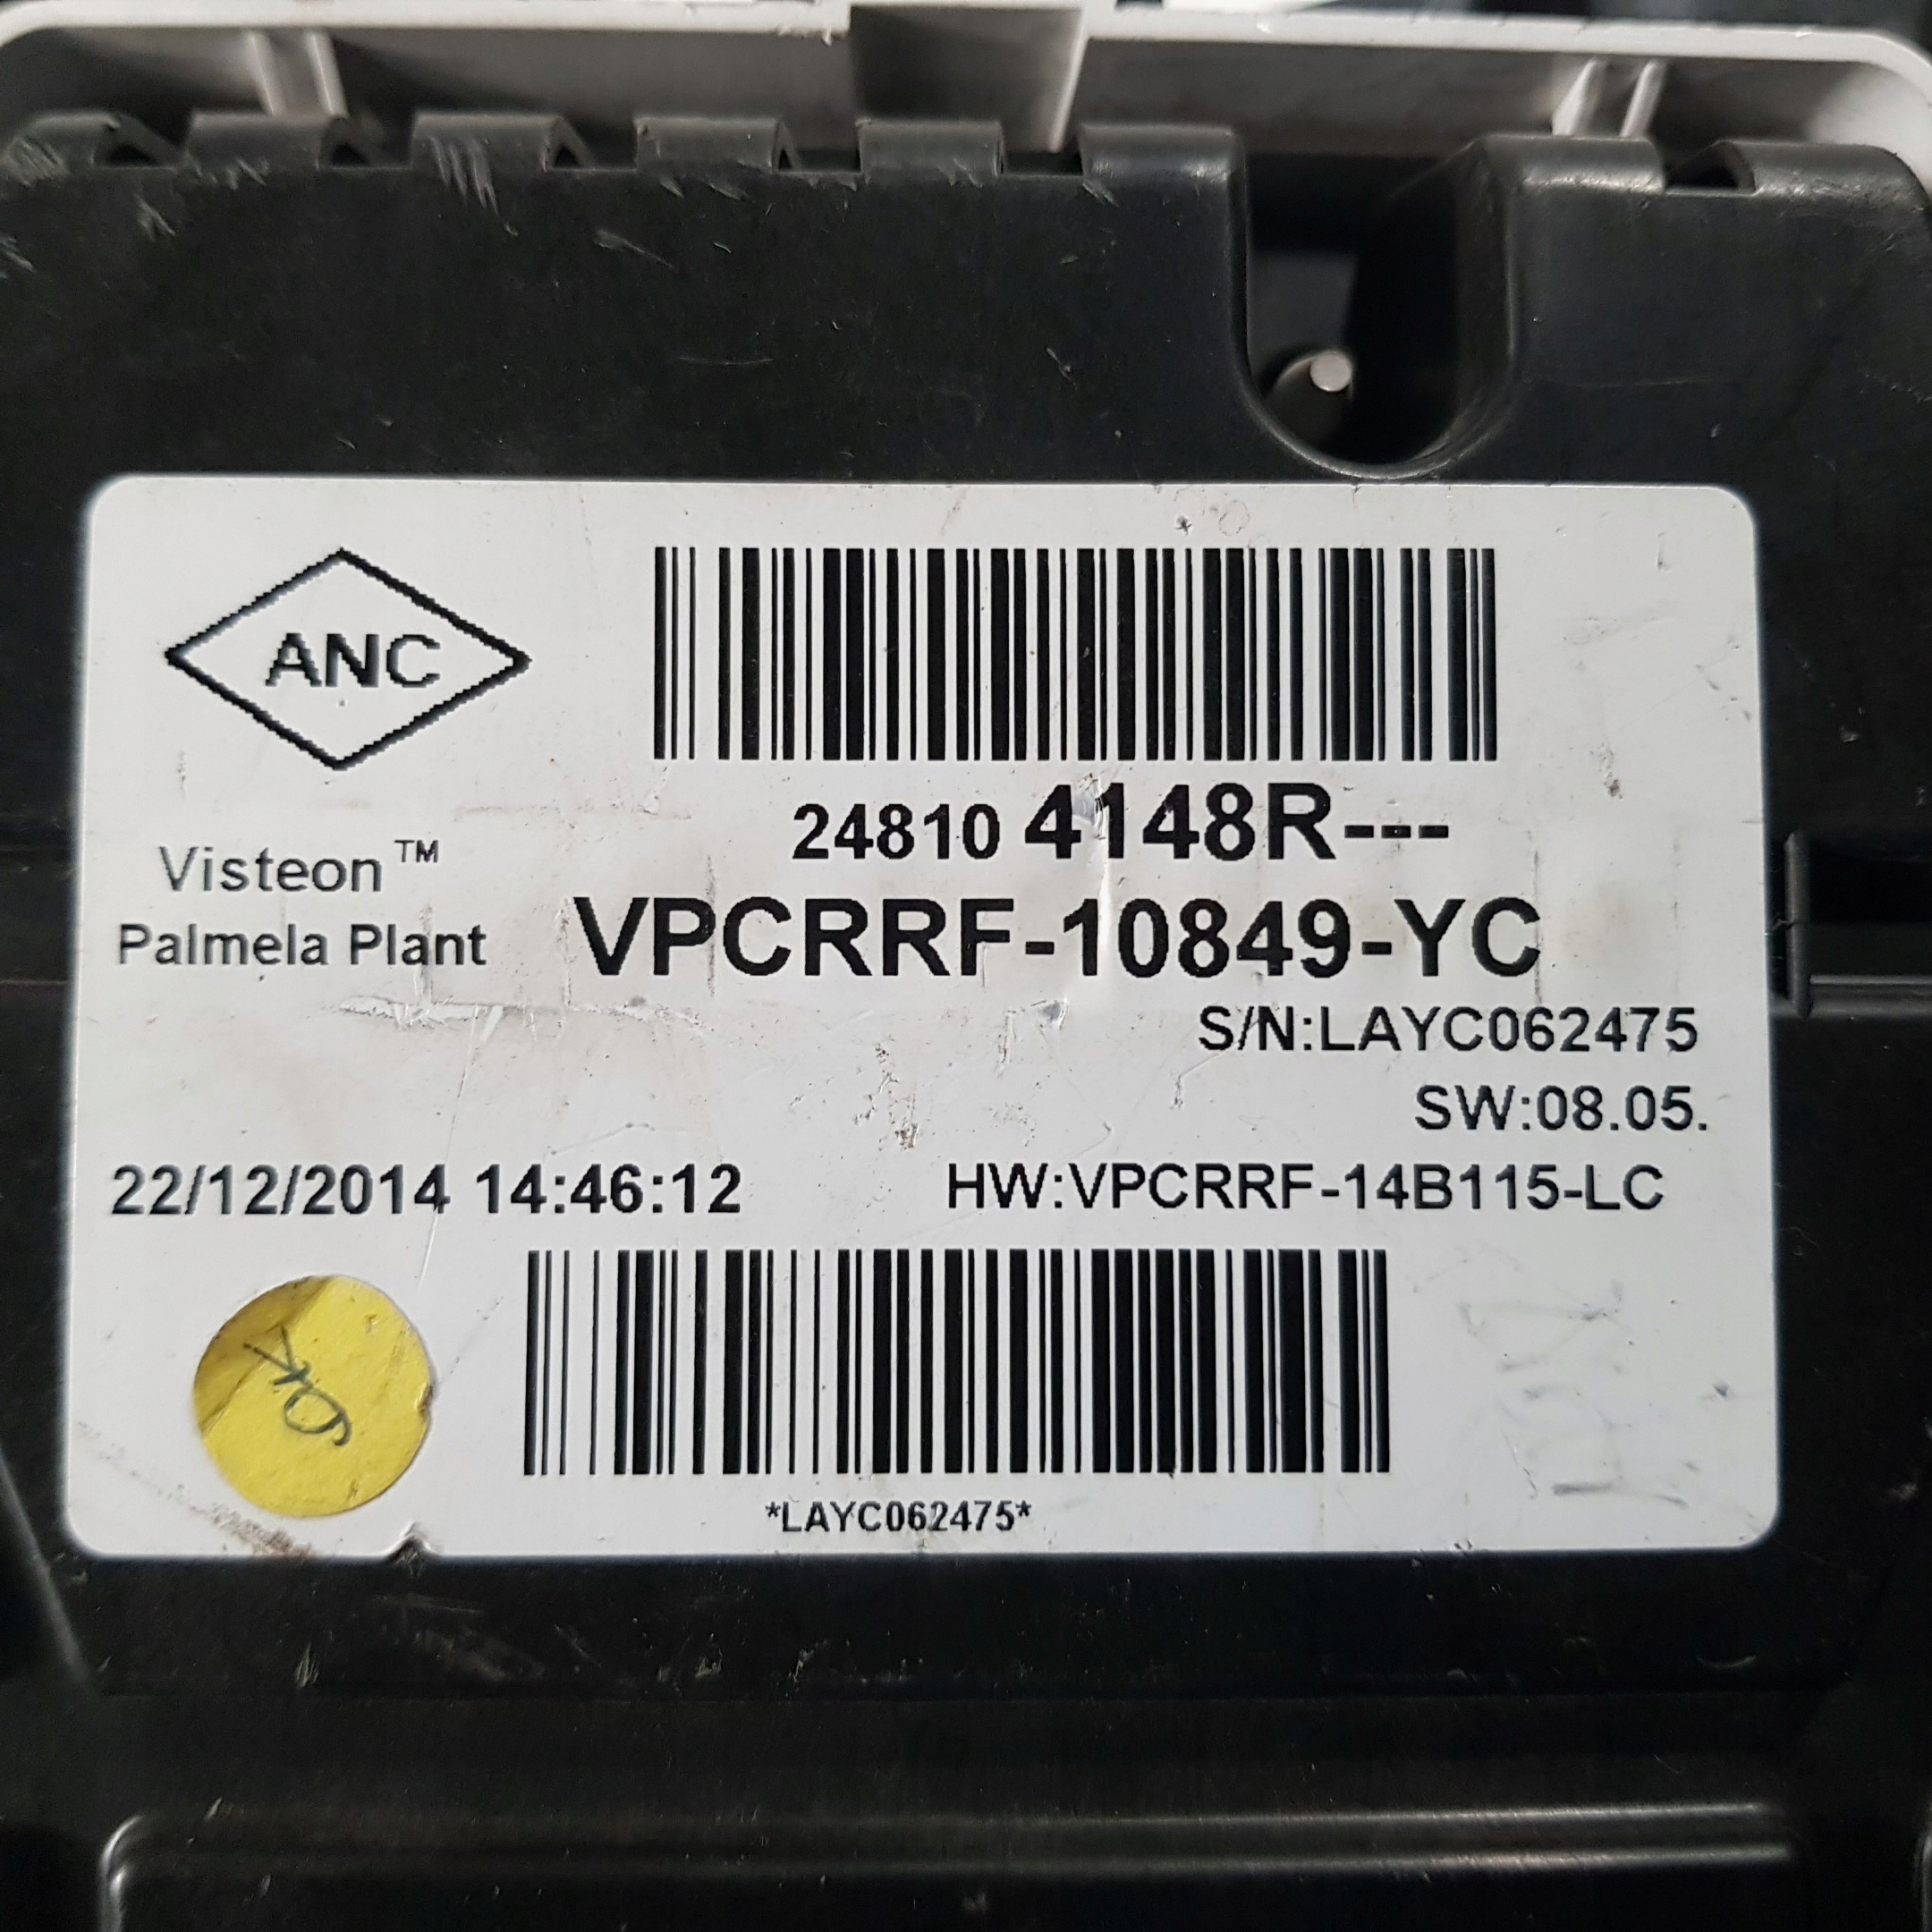 ANC
24810 4148R---
Visteon™
Palmela Plant
VPCRRF-10849-YC
S/N:LAYC062475
SW:08.05.
22/12/2014 14:46:12
HW:VPCRRF-14B115-LC
OK
*LAYC062475*